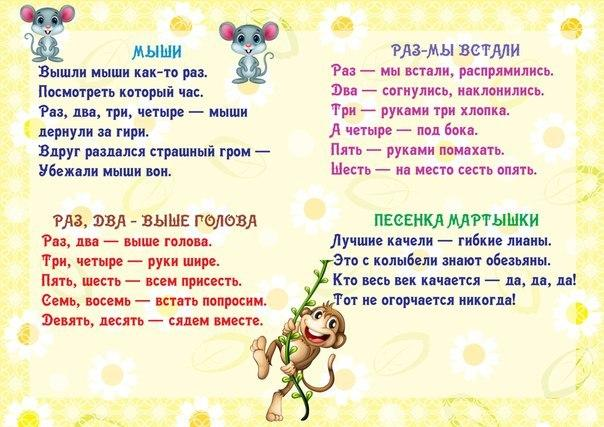 МЫШИ
Вышли мыши как-то раз.
Посмотреть который час.
Раз, два, три, четыре — мыши
дернули за гири.
Вдруг раздался страшный гром —
Убежали мыши вон.
РАЗ-МЫ ВСТАЛИ
Раз — мы встали, распрямились.
Два — согнулись, наклонились.
Три — руками три хлопка.
А четыре — под бока.
Пять — руками помахать.
Шесть — на место сесть опять.
РАЗ, ДВА - ВЫШЕ ГОЛОВА
Раз, два — выше голова.
Три, четыре — руки шире.
Пять, шесть — всем присесть.
Семь, восемь — встать попросим.
Девять, десять — сядем вместе.
ПЕСЕНКА МАРТЫШКИ
Лучшие качели — гибкие лианы.
Это с колыбели знают обезьяны.
Кто весь век качается — да, да, да!
Тот не огорчается никогда!